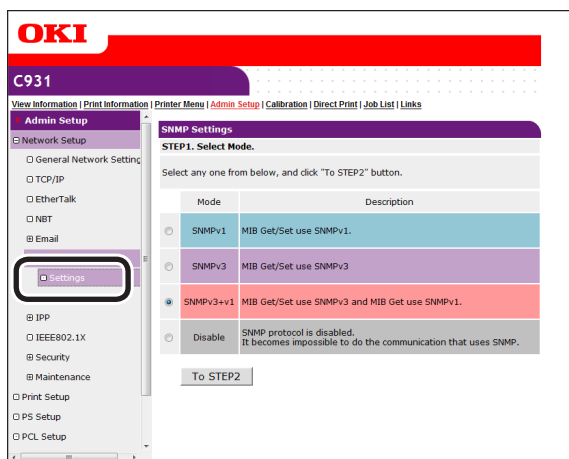 OKI
C931
View Information | Print Information | Printer Menu | Admin Setup | Calibration | Direct Print | Job List | Links
Admin Setup
Network Setup
General Network Setting
TCP/IP
EtherTalk
NBT
Email
Settings
IPP
IEEE802.1X
Security
Maintenance
Print Setup
PS Setup
PCL Setup
SNMP Settings
STEP1. Select Mode.
Select any one from below, and click "To STEP2" button.
Mode Description
SNMPv1 MIB Get/Set use SNMPv1.
SNMPv3 MIB Get/Set use SNMPv3
SNMPv3+v1 MIB Get/Set use SNMPv3 and MIB Get use SNMPv1.
Disable SNMP protocol is disabled.
It becomes impossible to do the communication that uses SNMP.
To STEP2